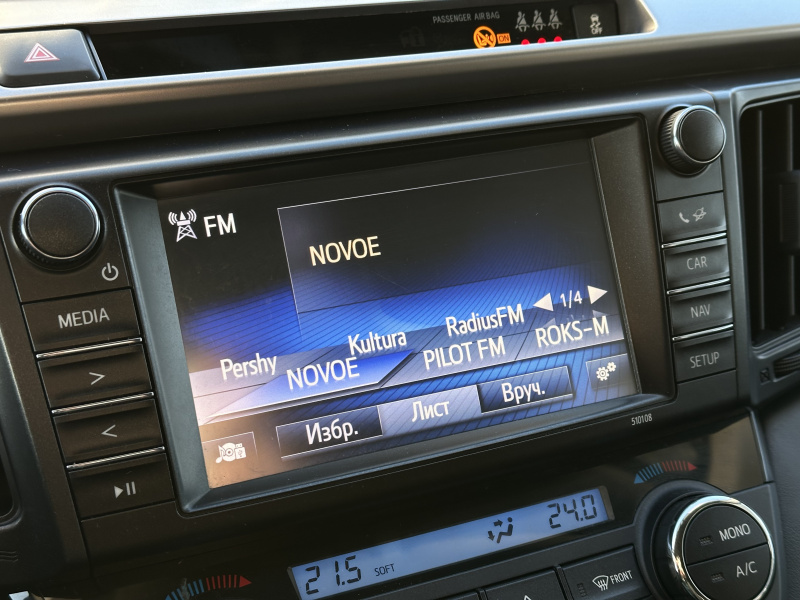 PASSENGER AIR BAG
ON
OFF
FM
NOVOE
1/4
Pershy Kultura RadiusFM
NOVOE PILOT FM ROKS-M
Избр. Лист Вруч.
MEDIA
>
<
CAR
NAV
SETUP
510108
21.5 SOFT 24.0
FRONT
MONO
A/C